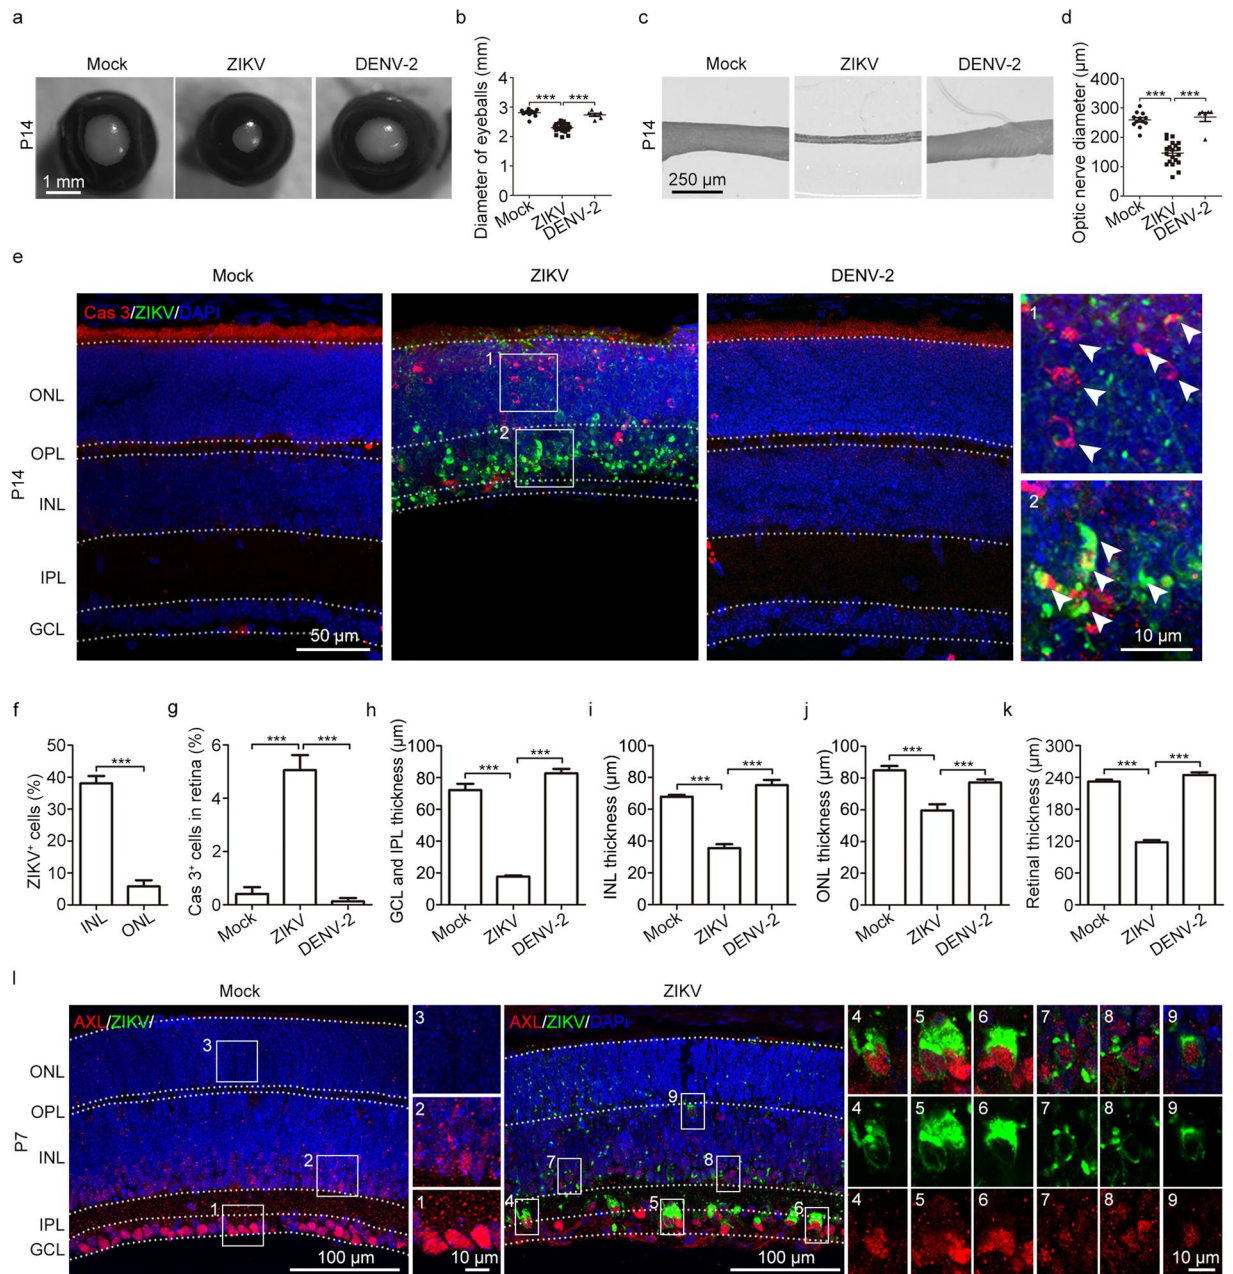 a
Mock
ZIKV
DENV-2
P14
1 mm
b
Diameter of eyeballs (mm)
4
3
2
1
0
***
***
Mock
ZIKV
DENV-2
c
Mock
ZIKV
DENV-2
P14
250 µm
d
Optic nerve diameter (µm)
400
300
200
100
0
***
***
Mock
ZIKV
DENV-2
e
Mock
ZIKV
DENV-2
Cas 3/ZIKV/DAPI
P14
ONL
OPL
INL
IPL
GCL
50 µm
1
2
1
2
10 µm
f
ZIKV⁺ cells (%)
50
40
30
20
10
0
***
INL
ONL
g
Cas 3⁺ cells in retina (%)
6
4
2
0
***
***
Mock
ZIKV
DENV-2
h
GCL and IPL thickness (µm)
100
80
60
40
20
0
***
***
Mock
ZIKV
DENV-2
i
INL thickness (µm)
100
80
60
40
20
0
***
***
Mock
ZIKV
DENV-2
j
ONL thickness (µm)
100
80
60
40
20
0
***
***
Mock
ZIKV
DENV-2
k
Retinal thickness (µm)
300
240
180
120
60
0
***
***
Mock
ZIKV
DENV-2
l
Mock
ZIKV
AXL/ZIKV/DAPI
P7
ONL
OPL
INL
IPL
GCL
3
2
1
100 µm
3
2
1
10 µm
AXL/ZIKV/DAPI
9
7
8
4
5
6
100 µm
4
5
6
7
8
9
4
5
6
7
8
9
4
5
6
7
8
9
10 µm